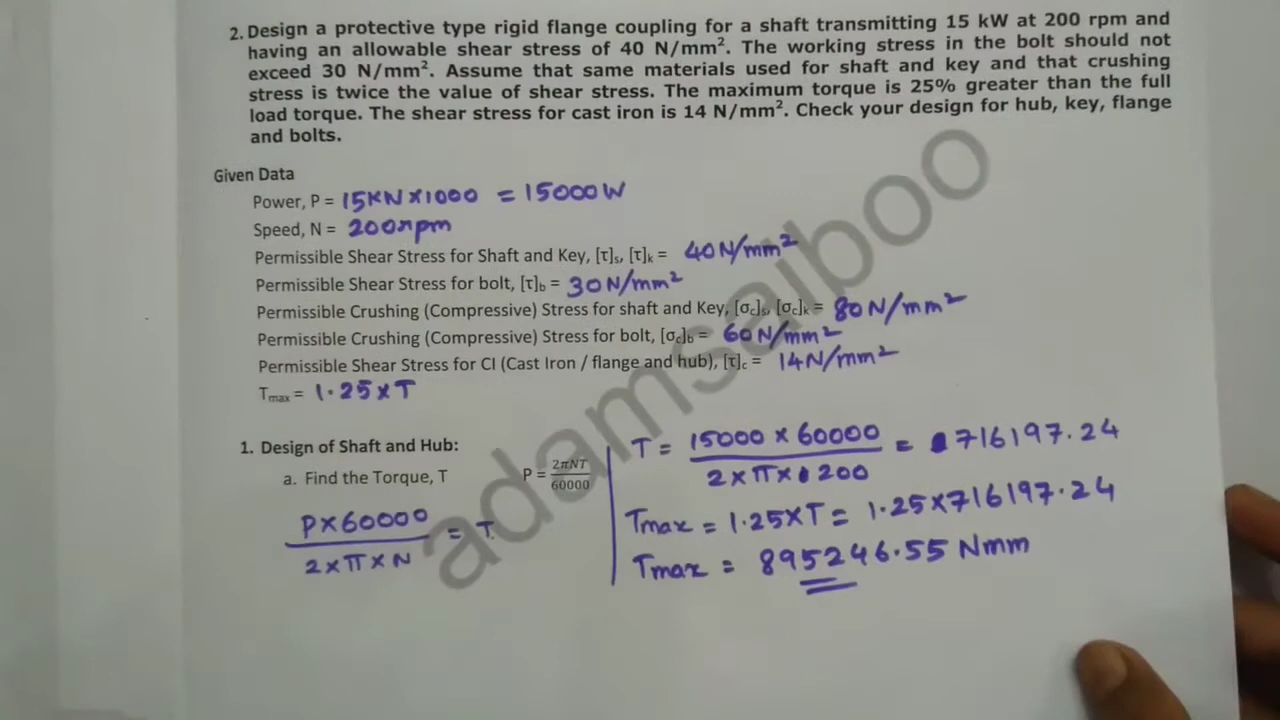 2. Design a protective type rigid flange coupling for a shaft transmitting 15 kW at 200 rpm and
having an allowable shear stress of 40 N/mm². The working stress in the bolt should not
exceed 30 N/mm². Assume that same materials used for shaft and key and that crushing
stress is twice the value of shear stress. The maximum torque is 25% greater than the full
load torque. The shear stress for cast iron is 14 N/mm². Check your design for hub, key, flange
and bolts.
Given Data
Power, P = 15KN×1000 = 15000W
Speed, N = 200rpm
Permissible Shear Stress for Shaft and Key, [τ]s, [τ]k = 40N/mm²
Permissible Shear Stress for bolt, [τ]b = 30N/mm²
Permissible Crushing (Compressive) Stress for shaft and Key, [σc]s, [σc]k = 80N/mm²
Permissible Crushing (Compressive) Stress for bolt, [σc]b = 60N/mm²
Permissible Shear Stress for CI (Cast Iron / flange and hub), [τ]c = 14N/mm²
Tmax = 1.25×T
1. Design of Shaft and Hub:
a. Find the Torque, T P = 2πNT / 60000
P×60000 / 2×π×N = T.
T = 15000 × 60000 / 2×π×200 = 716197.24
Tmax = 1.25×T = 1.25×716197.24
Tmax = 895246.55 Nmm
adamsaiboo